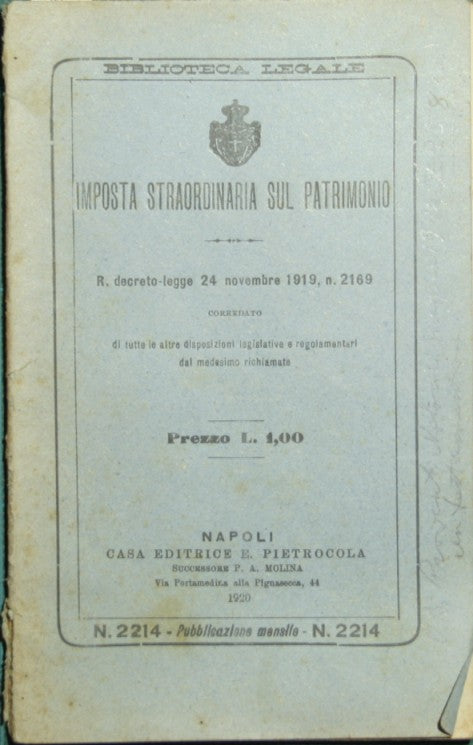 BIBLIOTECA LEGALE
IMPOSTA STRAORDINARIA SUL PATRIMONIO
R. decreto-legge 24 novembre 1919, n. 2169
CORREDATO
di tutte le altre disposizioni legislative e regolamentari
dal medesimo richiamate
Prezzo L. 1,00
NAPOLI
CASA EDITRICE E. PIETROCOLA
SUCCESSORE P. A. MOLINA
Via Portamedina alla Pignasecca, 44
1920
N. 2214 - Pubblicazione mensile - N. 2214